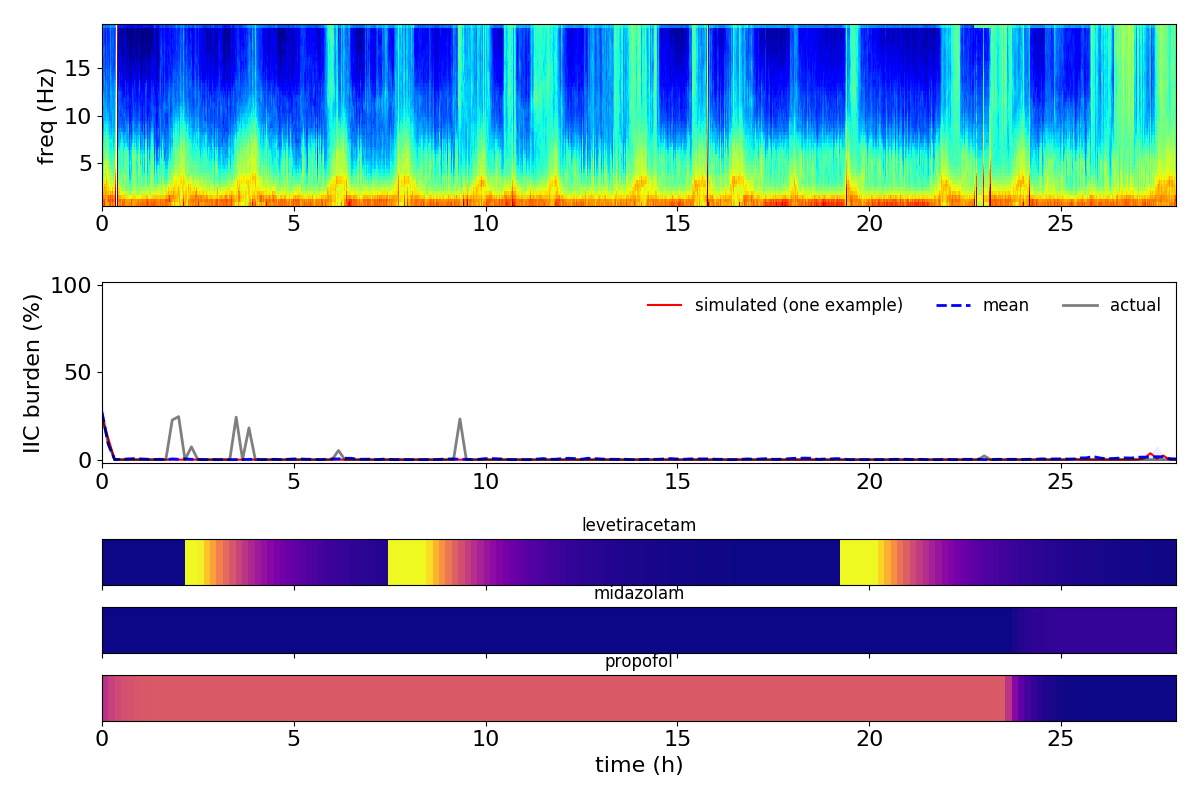 freq (Hz)
15
10
5
0 5 10 15 20 25
IIC burden (%)
100
50
0
simulated (one example) mean actual
0 5 10 15 20 25
levetiracetam
midazolam
propofol
0 5 10 15 20 25
time (h)